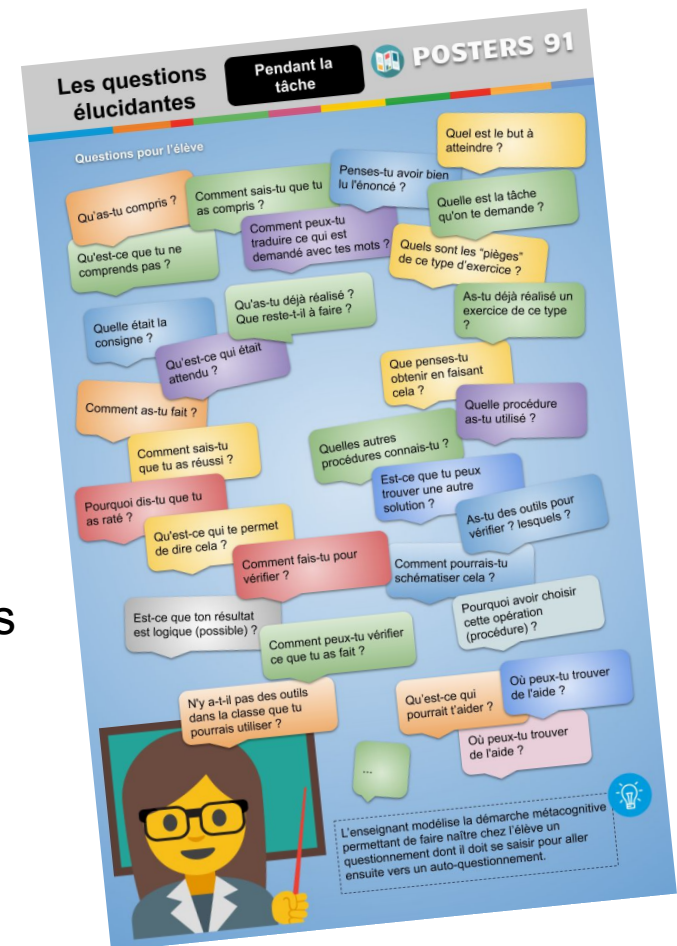 Les questions
élucidantes
Pendant la
tâche
POSTERS 91
Questions pour l'élève
Quel est le but à
atteindre ?
Penses-tu avoir bien
lu l'énoncé ?
Qu'as-tu compris ?
Comment sais-tu que tu
as compris ?
Quelle est la tâche
qu'on te demande ?
Comment peux-tu
traduire ce qui est
demandé avec tes mots ?
Qu'est-ce que tu ne
comprends pas ?
Quels sont les "pièges"
de ce type d'exercice ?
Qu'as-tu déjà réalisé ?
Que reste-t-il à faire ?
As-tu déjà réalisé un
exercice de ce type
?
Quelle était la
consigne ?
Qu'est-ce qui était
attendu ?
Que penses-tu
obtenir en faisant
cela ?
Comment as-tu fait ?
Quelle procédure
as-tu utilisé ?
Comment sais-tu
que tu as réussi ?
Quelles autres
procédures connais-tu ?
Est-ce que tu peux
trouver une autre
solution ?
Pourquoi dis-tu que tu
as raté ?
As-tu des outils pour
vérifier ? lesquels ?
Qu'est-ce qui te permet
de dire cela ?
Comment fais-tu pour
vérifier ?
Comment pourrais-tu
schématiser cela ?
Est-ce que ton résultat
est logique (possible) ?
Pourquoi avoir choisir
cette opération
(procédure) ?
Comment peux-tu vérifier
ce que tu as fait ?
N'y a-t-il pas des outils
dans la classe que tu
pourrais utiliser ?
Qu'est-ce qui
pourrait t'aider ?
Où peux-tu trouver
de l'aide ?
Où peux-tu trouver
de l'aide ?
...
L'enseignant modélise la démarche métacognitive
permettant de faire naître chez l'élève un
questionnement dont il doit se saisir pour aller
ensuite vers un auto-questionnement.
s